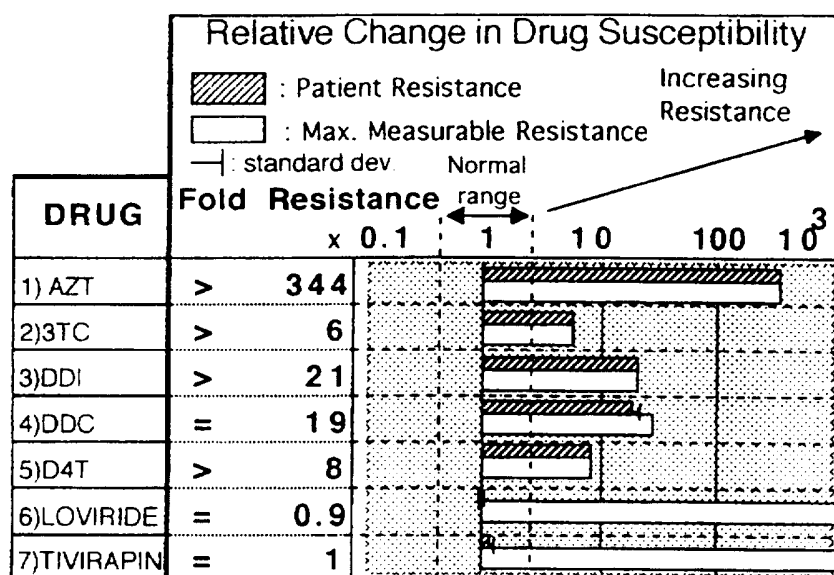 Relative Change in Drug Susceptibility
: Patient Resistance
Increasing
Resistance
: Max. Measurable Resistance
: standard dev.
Normal
range
DRUG
Fold Resistance
x 0.1 1 10 100 10³
1) AZT > 344
2)3TC > 6
3)DDI > 21
4)DDC = 19
5)D4T > 8
6)LOVIRIDE = 0.9
7)TIVIRAPIN = 1